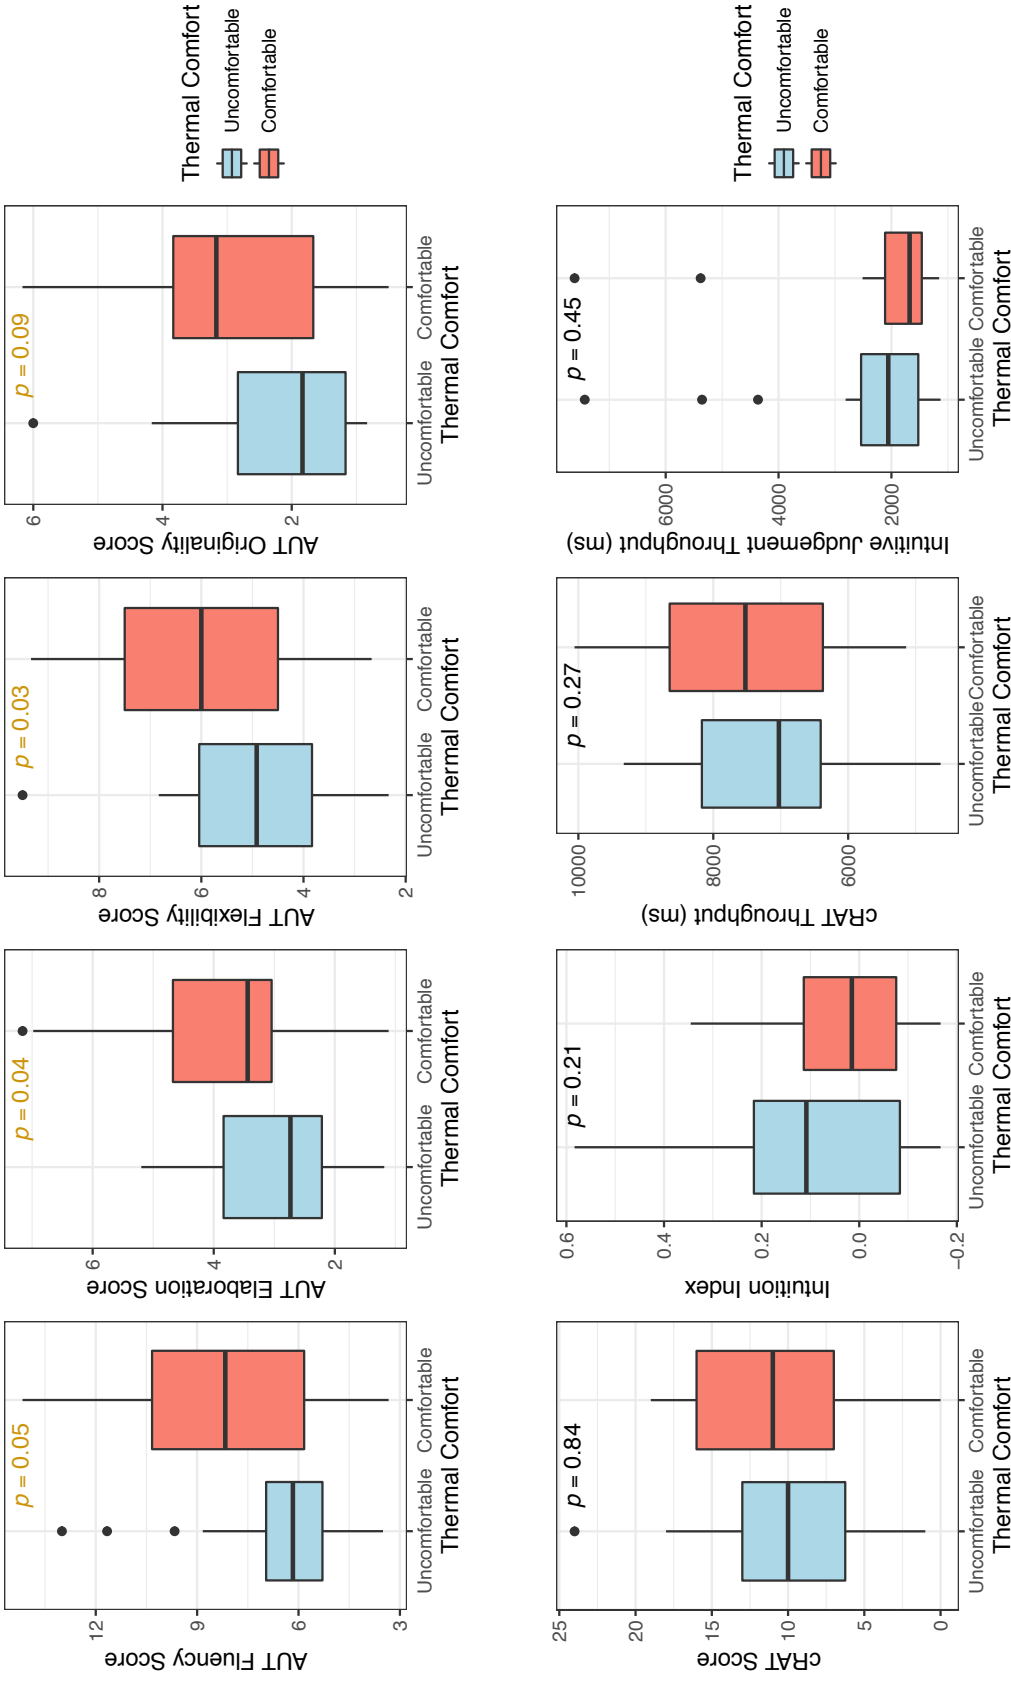 AUT Fluency Score
12
9
6
3
p = 0.05
Uncomfortable Comfortable
Thermal Comfort
AUT Elaboration Score
6
4
2
p = 0.04
Uncomfortable Comfortable
Thermal Comfort
AUT Flexibility Score
8
6
4
2
p = 0.03
Uncomfortable Comfortable
Thermal Comfort
AUT Originality Score
6
4
2
p = 0.09
Uncomfortable Comfortable
Thermal Comfort
Thermal Comfort
Uncomfortable
Comfortable
cRAT Score
25
20
15
10
5
0
p = 0.84
Uncomfortable Comfortable
Thermal Comfort
Intuition Index
0.6
0.4
0.2
0.0
−0.2
p = 0.21
Uncomfortable Comfortable
Thermal Comfort
cRAT Throughput (ms)
10000
8000
6000
p = 0.27
Uncomfortable Comfortable
Thermal Comfort
Intuitive Judgement Throughput (ms)
6000
4000
2000
p = 0.45
Uncomfortable Comfortable
Thermal Comfort
Thermal Comfort
Uncomfortable
Comfortable